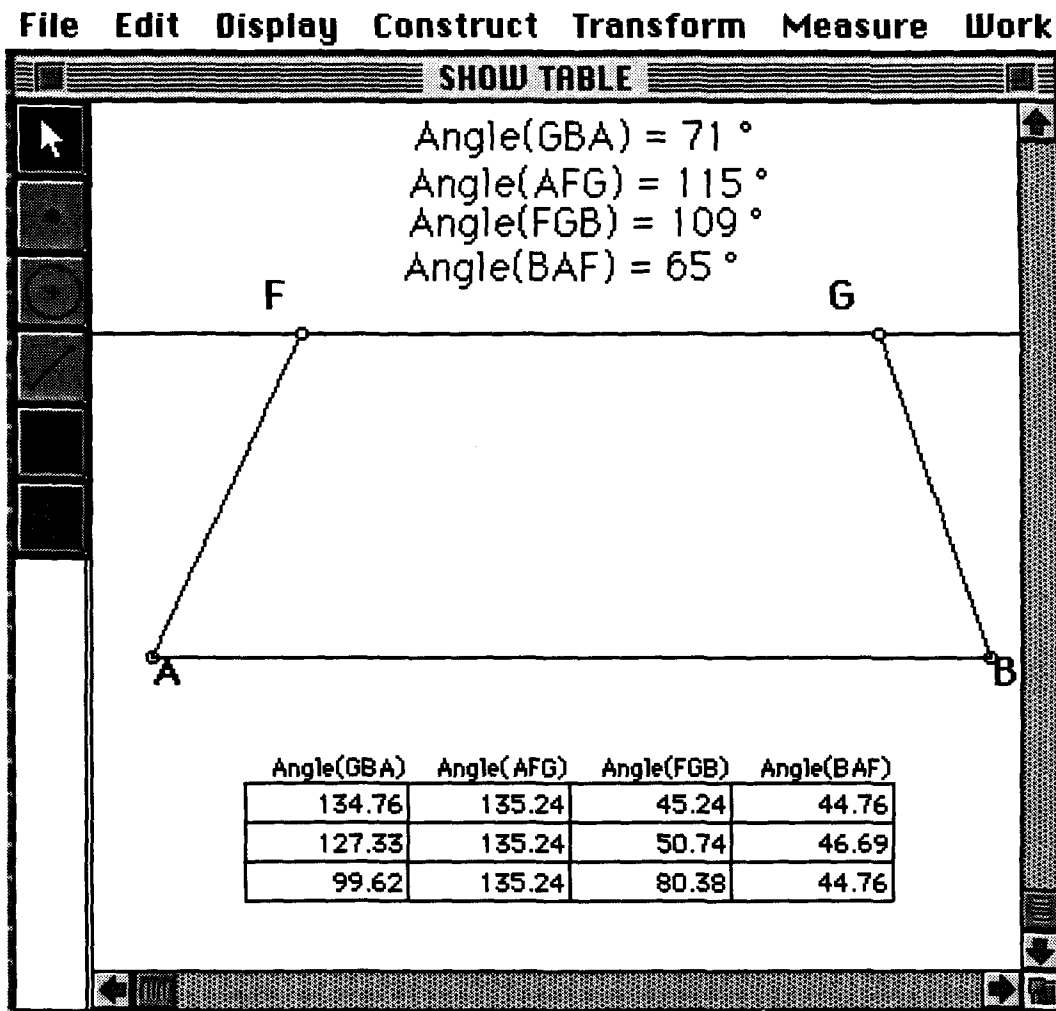 File Edit Display Construct Transform Measure Work
SHOW TABLE
Angle(GBA) = 71 °
Angle(AFG) = 115 °
Angle(FGB) = 109 °
Angle(BAF) = 65 °
F G
A B
Angle(GBA) Angle(AFG) Angle(FGB) Angle(BAF)
134.76 135.24 45.24 44.76
127.33 135.24 50.74 46.69
99.62 135.24 80.38 44.76